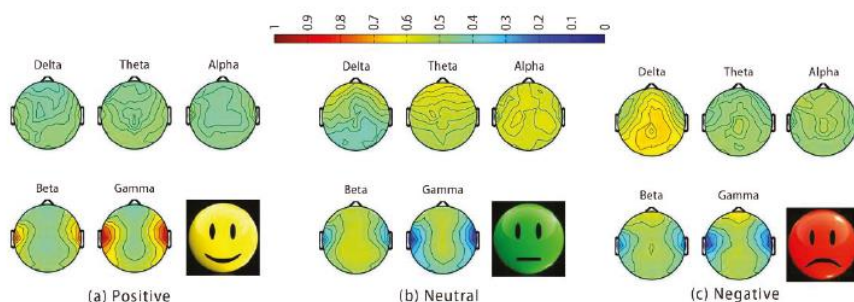 1 0.9 0.8 0.7 0.6 0.5 0.4 0.3 0.2 0.1 0
Delta Theta Alpha
Beta Gamma
(a) Positive
Delta Theta Alpha
Beta Gamma
(b) Neutral
Delta Theta Alpha
Beta Gamma
(c) Negative